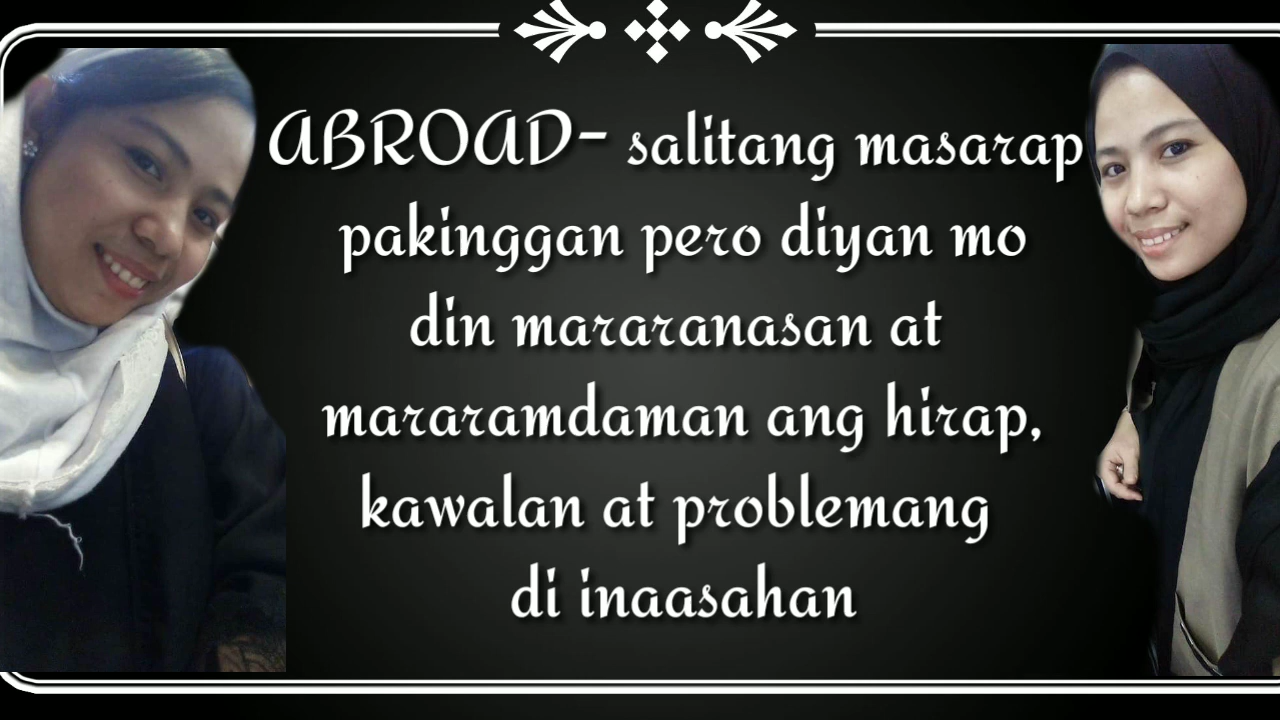 ABROAD- salitang masarap
pakinggan pero diyan mo
din mararanasan at
mararamdaman ang hirap,
kawalan at problemang
di inaasahan